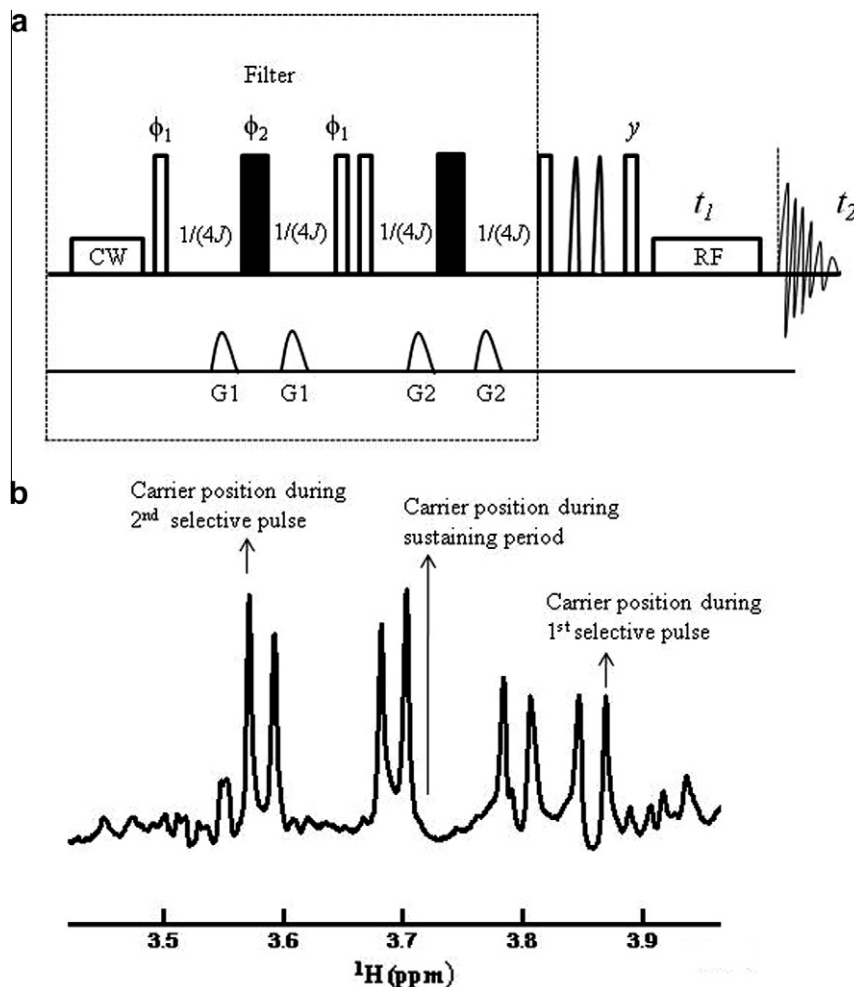 a
Filter
ϕ1 ϕ2 ϕ1 y
1/(4J) 1/(4J) 1/(4J) 1/(4J) t1 t2
CW RF
G1 G1 G2 G2
b
Carrier position during
2nd selective pulse
Carrier position during
sustaining period
Carrier position during
1st selective pulse
3.5 3.6 3.7 3.8 3.9
1H (ppm)